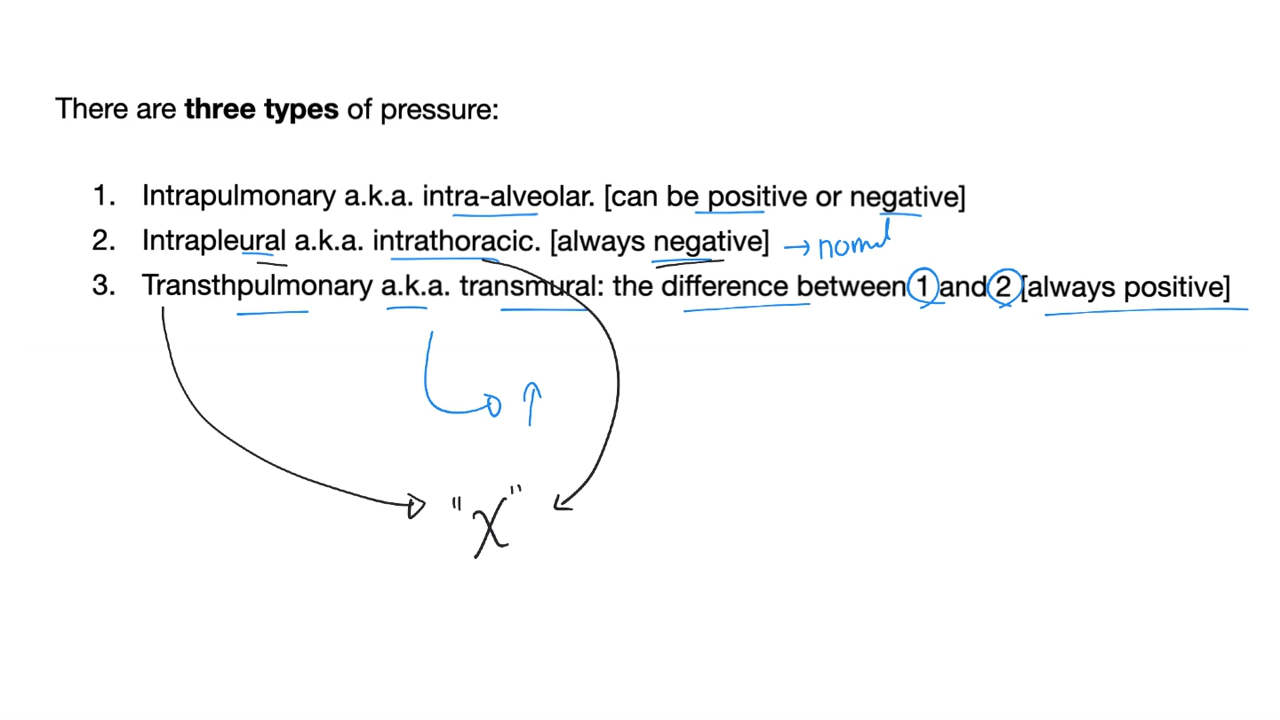 There are three types of pressure:
1. Intrapulmonary a.k.a. intra-alveolar. [can be positive or negative]
2. Intrapleural a.k.a. intrathoracic. [always negative] → normal
3. Transthpulmonary a.k.a. transmural: the difference between 1 and 2 [always positive]
↑
"X"